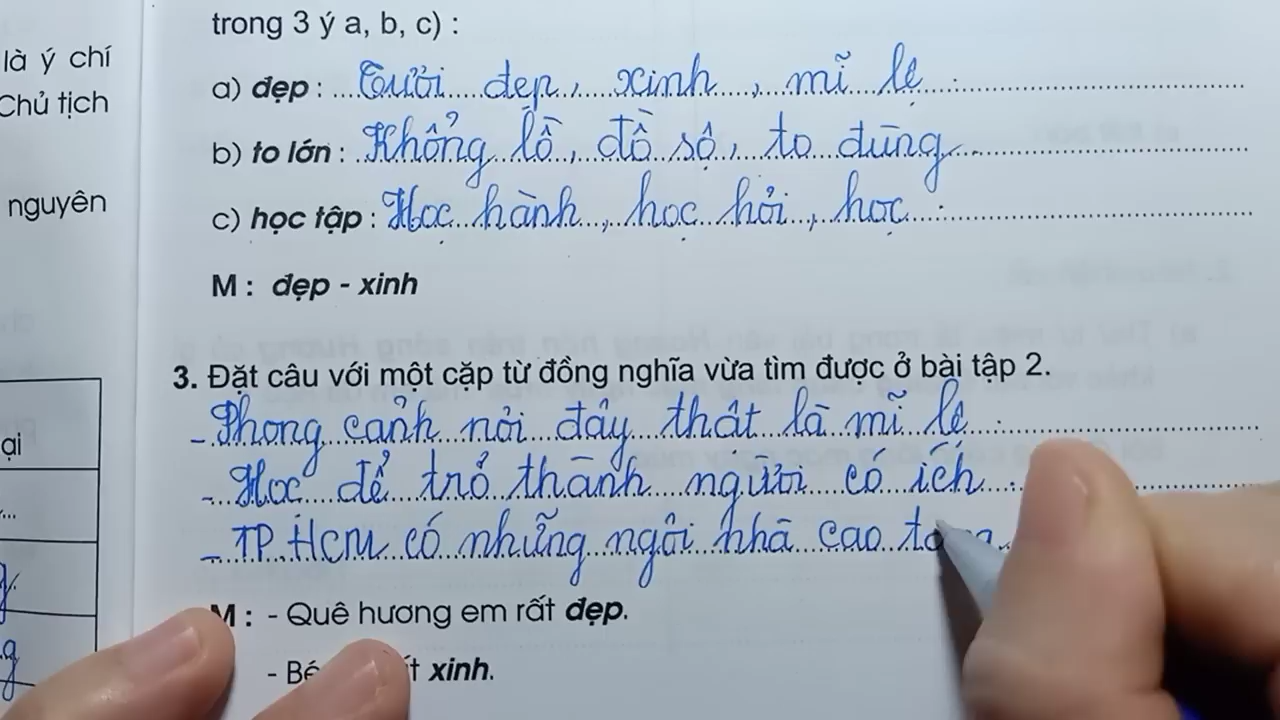 trong 3 ý a, b, c) :
là ý chí
Chủ tịch
nguyên
a) đẹp : Tươi đẹp, xinh, mĩ lệ.
b) to lớn : Khổng lồ, đồ sộ, to đùng
c) học tập : Học hành, học hỏi, học.
M : đẹp - xinh
3. Đặt câu với một cặp từ đồng nghĩa vừa tìm được ở bài tập 2.
- Phong cảnh nơi đây thật là mĩ lệ.
- Học để trở thành người có ích.
- TP.HCM có những ngôi nhà cao
ại
M : - Quê hương em rất đẹp.
- Bé xinh.